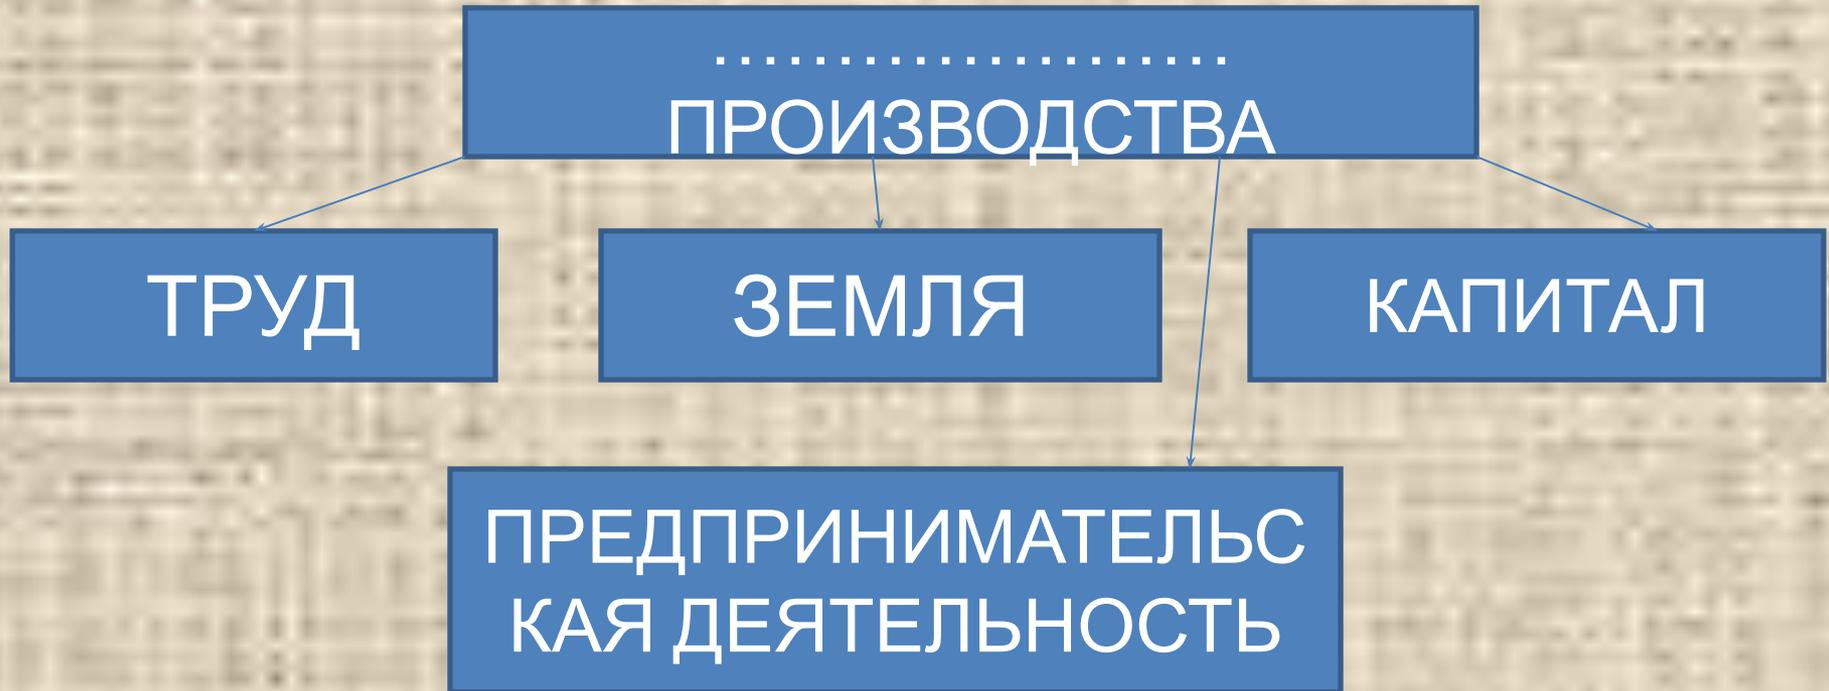 .....................
ПРОИЗВОДСТВА
ТРУД
ЗЕМЛЯ
КАПИТАЛ
ПРЕДПРИНИМАТЕЛЬС
КАЯ ДЕЯТЕЛЬНОСТЬ